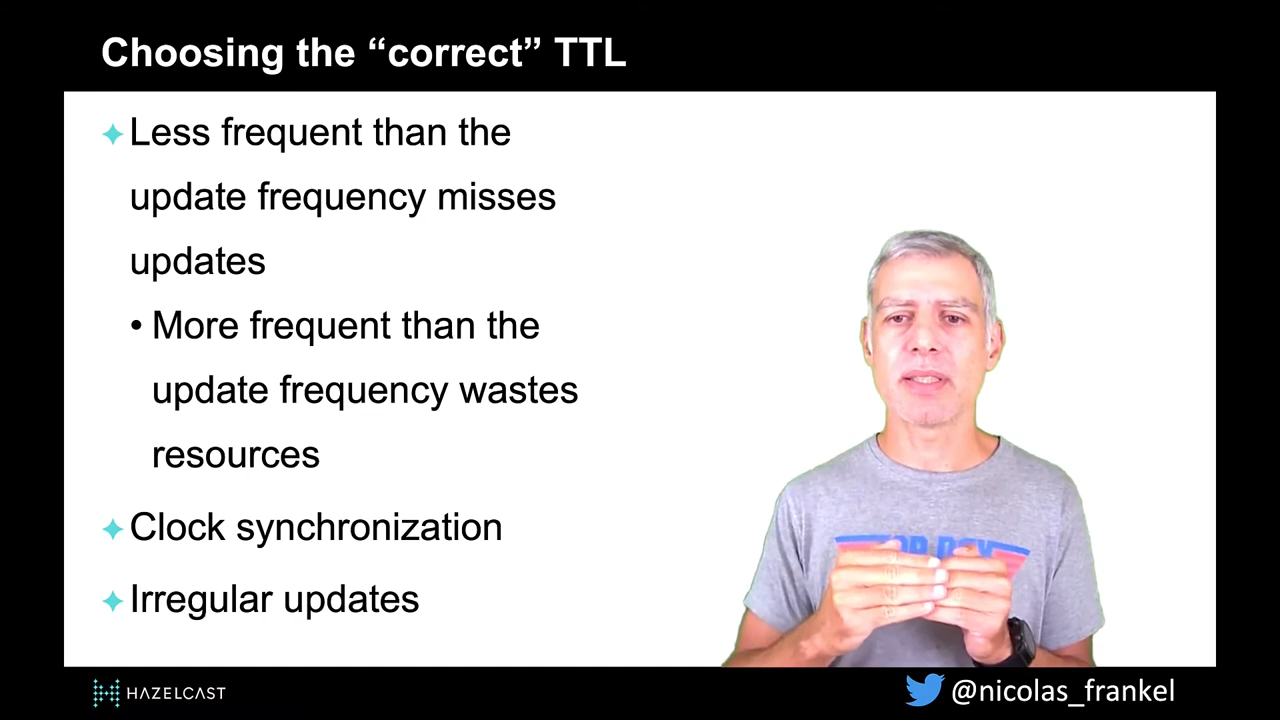 Choosing the “correct” TTL
✦Less frequent than the
update frequency misses
updates
• More frequent than the
update frequency wastes
resources
✦Clock synchronization
✦Irregular updates
HAZELCAST
@nicolas_frankel